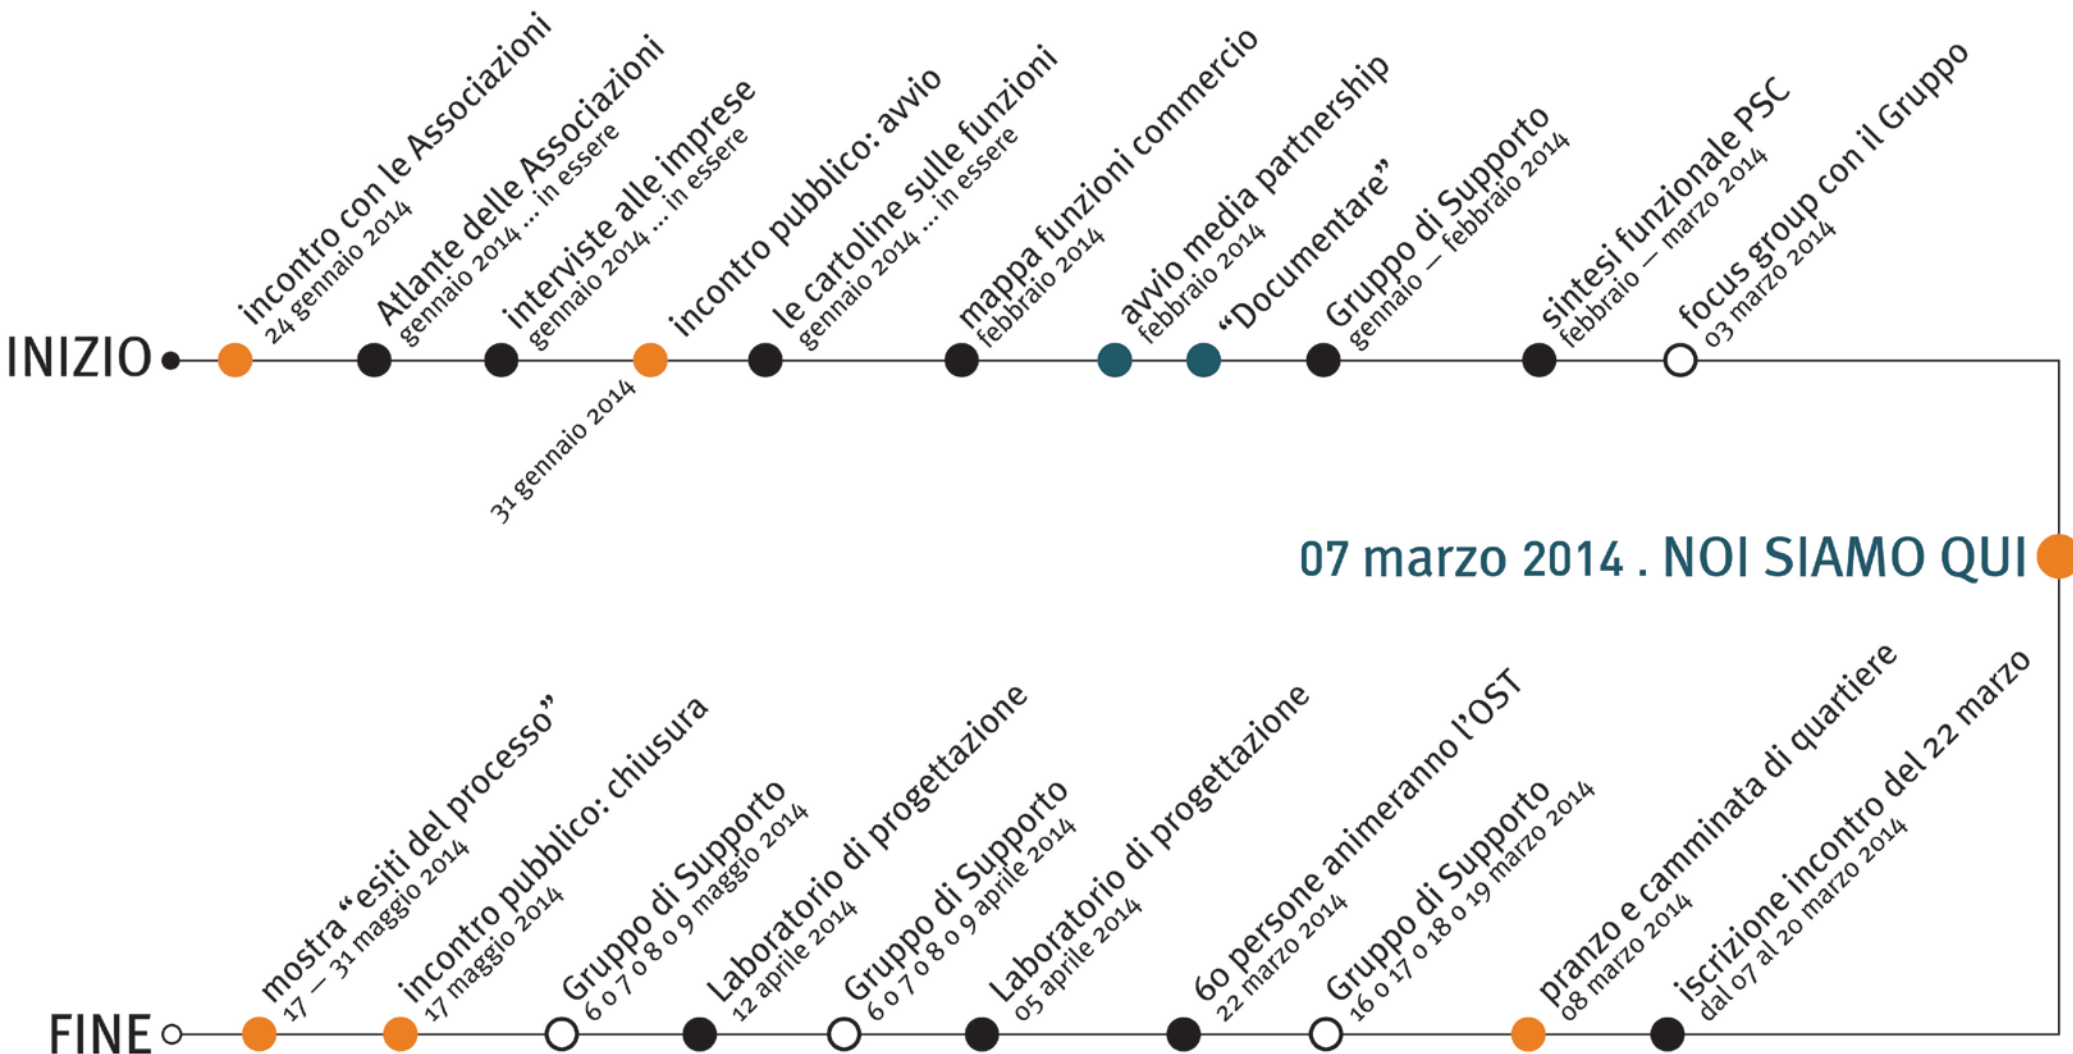 INIZIO
incontro con le Associazioni
24 gennaio 2014
Atlante delle Associazioni
gennaio 2014 ... in essere
interviste alle imprese
gennaio 2014 ... in essere
incontro pubblico: avvio
31 gennaio 2014
le cartoline sulle funzioni
gennaio 2014 ... in essere
mappa funzioni commercio
febbraio 2014
avvio media partnership
febbraio 2014
“Documentare”
Gruppo di Supporto
gennaio – febbraio 2014
sintesi funzionale PSC
febbraio – marzo 2014
focus group con il Gruppo
03 marzo 2014
07 marzo 2014 . NOI SIAMO QUI
FINE
mostra “esiti del processo”
17 – 31 maggio 2014
incontro pubblico: chiusura
17 maggio 2014
Gruppo di Supporto
6 o 7 o 8 o 9 maggio 2014
Laboratorio di progettazione
12 aprile 2014
Gruppo di Supporto
6 o 7 o 8 o 9 aprile 2014
Laboratorio di progettazione
05 aprile 2014
60 persone animeranno l’OST
22 marzo 2014
Gruppo di Supporto
16 o 17 o 18 o 19 marzo 2014
pranzo e camminata di quartiere
08 marzo 2014
iscrizione incontro del 22 marzo
dal 07 al 20 marzo 2014